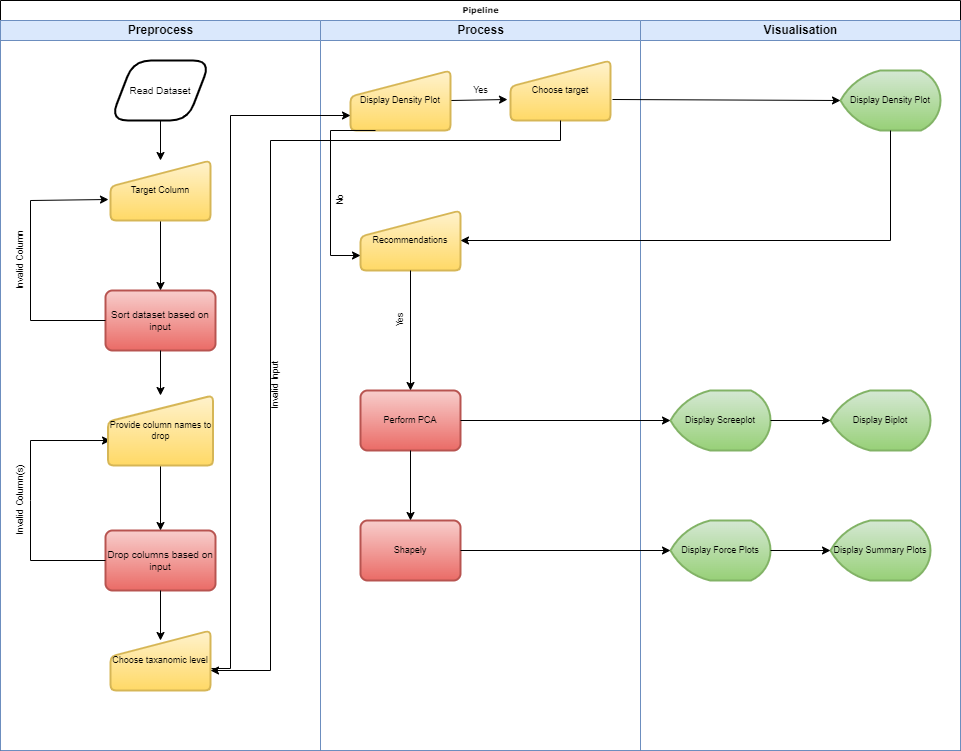 Pipeline
Preprocess
Process
Visualisation
Read Dataset
Target Column
Invalid Column
Sort dataset based on
input
Provide column names to
drop
Invalid Column(s)
Drop columns based on
input
Choose taxanomic level
Display Density Plot
Yes
Choose target
No
Recommendations
Invalid Input
Yes
Perform PCA
Shapely
Display Density Plot
Display Screeplot
Display Biplot
Display Force Plots
Display Summary Plots